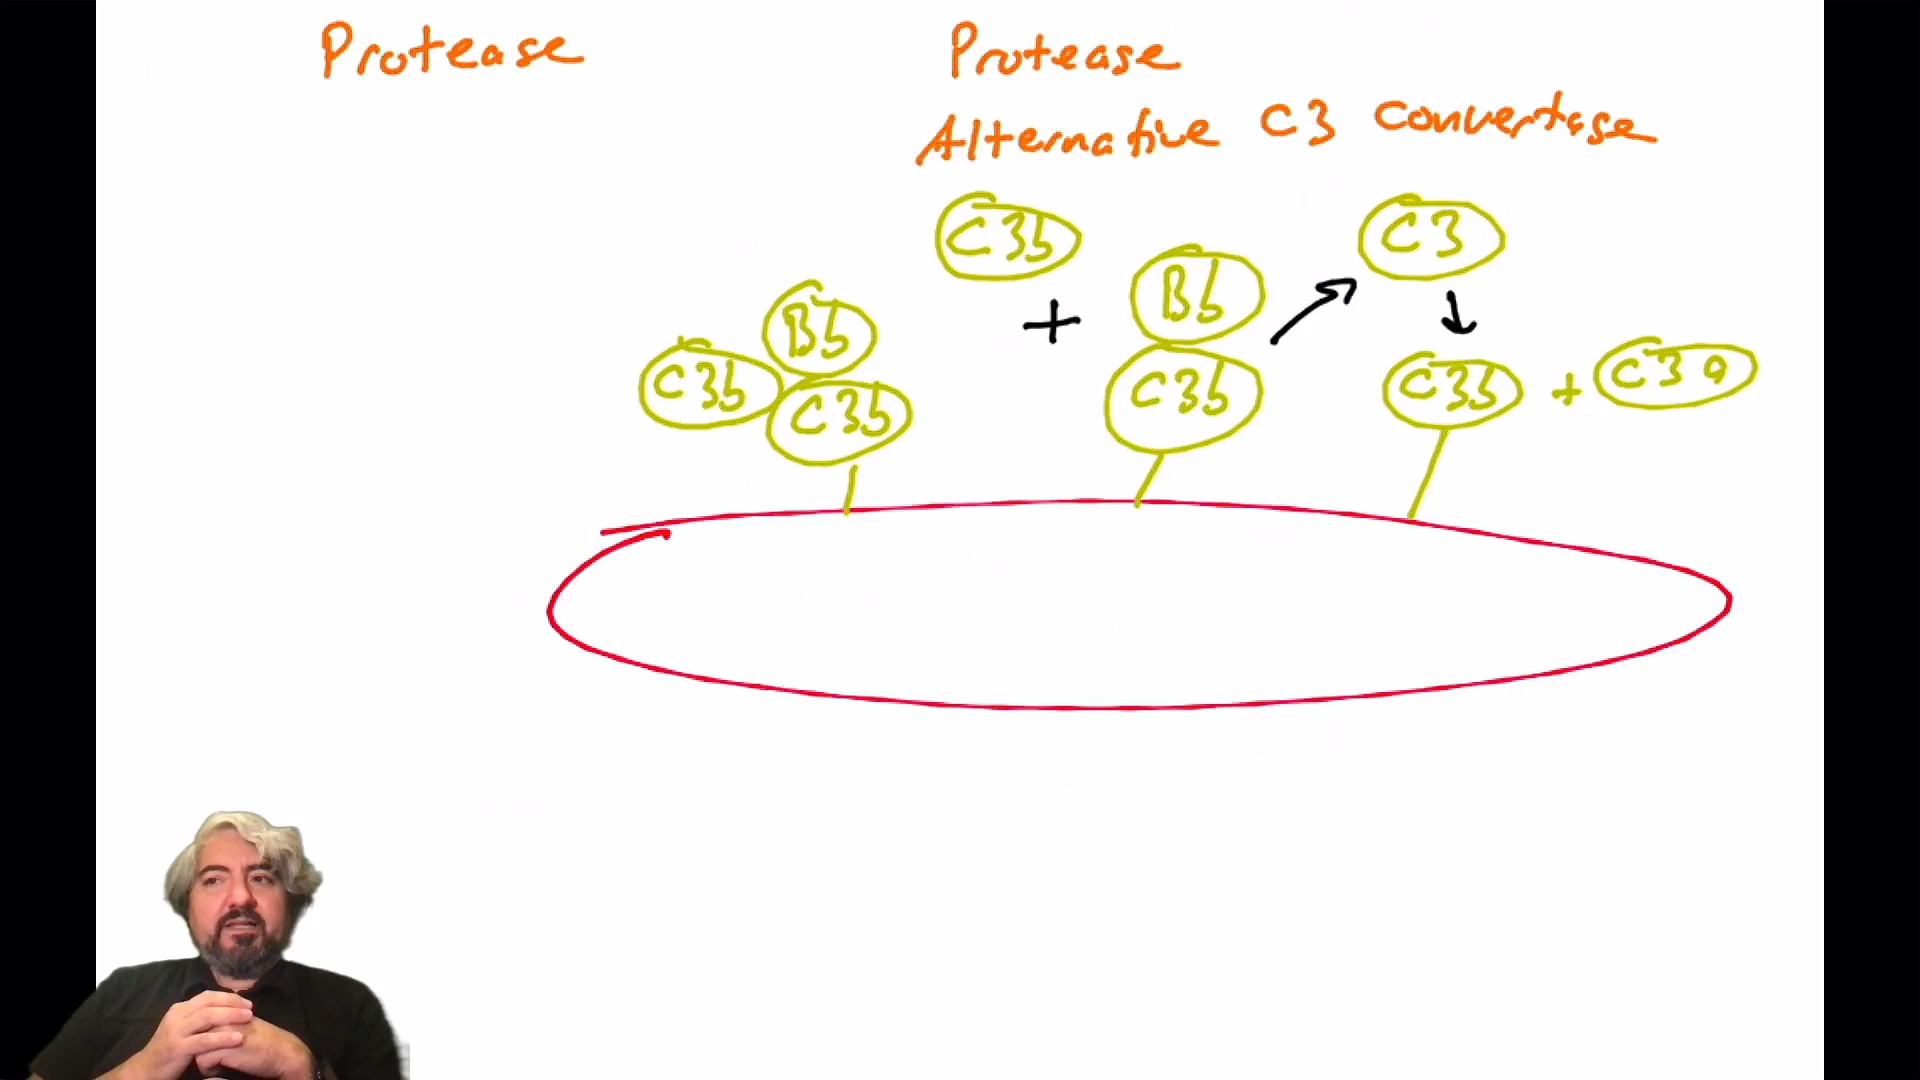 Protease Protease
Alternative C3 Convertase
C3b C3
Bb
+
Bb
C3b C3b C3b C3b + C3a